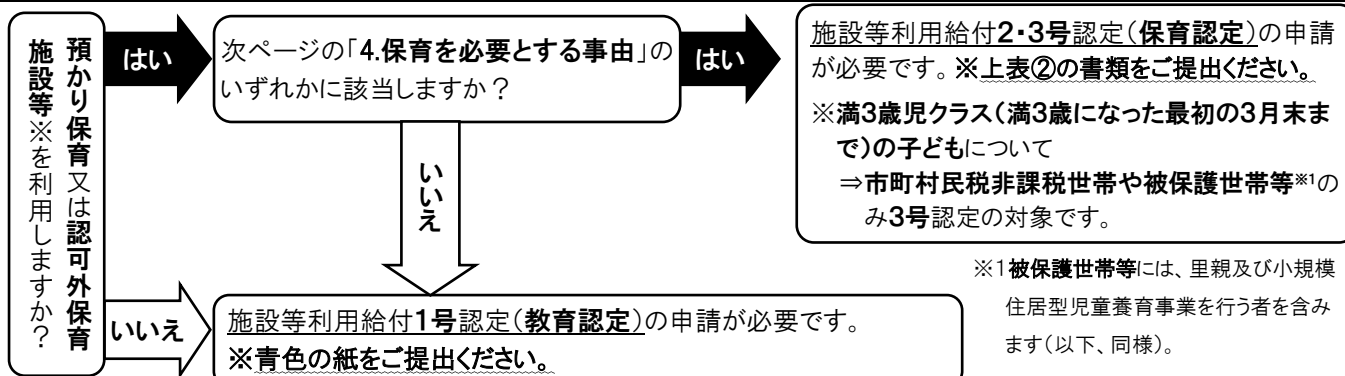 預かり保育又は認可外保育
施設等※を利用しますか？
はい
次ページの「4.保育を必要とする事由」の
いずれかに該当しますか？
はい
施設等利用給付2・3号認定(保育認定)の申請
が必要です。※上表②の書類をご提出ください。
※満3歳児クラス(満3歳になった最初の3月末ま
で)の子どもについて
⇒市町村民税非課税世帯や被保護世帯等※1の
み3号認定の対象です。
いいえ
※1被保護世帯等には、里親及び小規模
住居型児童養育事業を行う者を含み
ます(以下、同様)。
いいえ
施設等利用給付1号認定(教育認定)の申請が必要です。
※青色の紙をご提出ください。